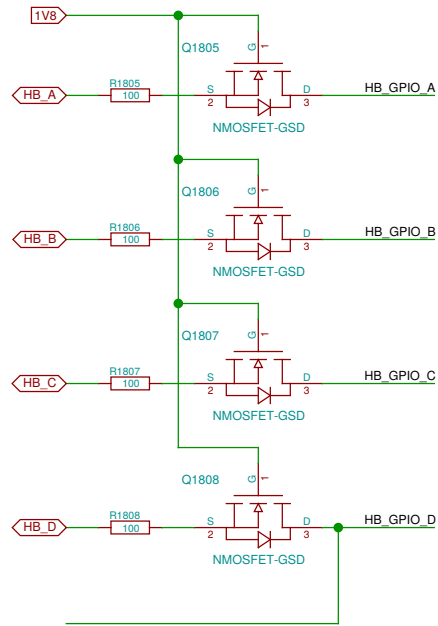 1V8
Q1805
G
1
HB_A
R1805
100
S
2
D
3
HB_GPIO_A
NMOSFET-GSD
Q1806
G
1
HB_B
R1806
100
S
2
D
3
HB_GPIO_B
NMOSFET-GSD
Q1807
G
1
HB_C
R1807
100
S
2
D
3
HB_GPIO_C
NMOSFET-GSD
Q1808
G
1
HB_D
R1808
100
S
2
D
3
HB_GPIO_D
NMOSFET-GSD